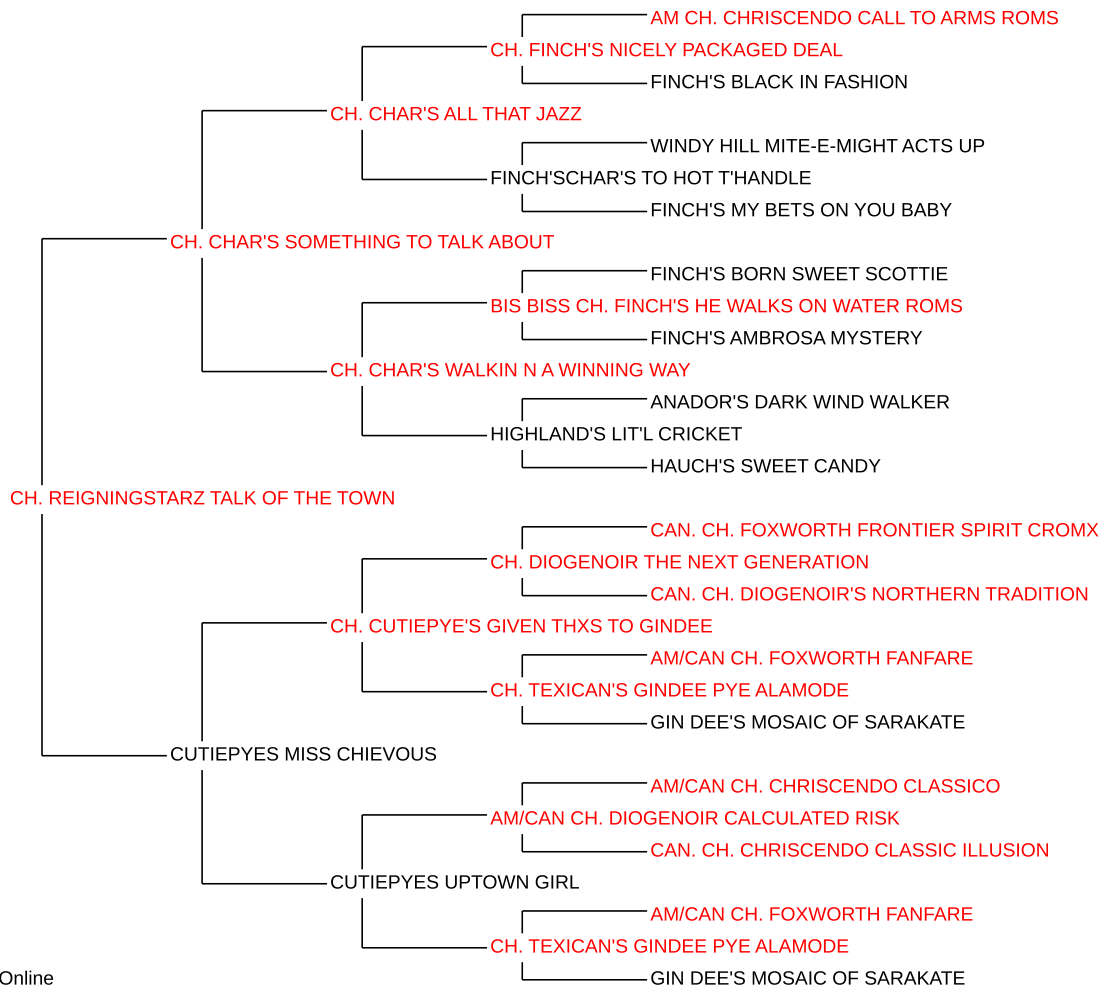 AM CH. CHRISCENDO CALL TO ARMS ROMS
CH. FINCH'S NICELY PACKAGED DEAL
FINCH'S BLACK IN FASHION
CH. CHAR'S ALL THAT JAZZ
WINDY HILL MITE-E-MIGHT ACTS UP
FINCH'SCHAR'S TO HOT T'HANDLE
FINCH'S MY BETS ON YOU BABY
CH. CHAR'S SOMETHING TO TALK ABOUT
FINCH'S BORN SWEET SCOTTIE
BIS BISS CH. FINCH'S HE WALKS ON WATER ROMS
FINCH'S AMBROSA MYSTERY
CH. CHAR'S WALKIN N A WINNING WAY
ANADOR'S DARK WIND WALKER
HIGHLAND'S LIT'L CRICKET
HAUCH'S SWEET CANDY
CH. REIGNINGSTARZ TALK OF THE TOWN
CAN. CH. FOXWORTH FRONTIER SPIRIT CROMX
CH. DIOGENOIR THE NEXT GENERATION
CAN. CH. DIOGENOIR'S NORTHERN TRADITION
CH. CUTIEPYE'S GIVEN THXS TO GINDEE
AM/CAN CH. FOXWORTH FANFARE
CH. TEXICAN'S GINDEE PYE ALAMODE
GIN DEE'S MOSAIC OF SARAKATE
CUTIEPYES MISS CHIEVOUS
AM/CAN CH. CHRISCENDO CLASSICO
AM/CAN CH. DIOGENOIR CALCULATED RISK
CAN. CH. CHRISCENDO CLASSIC ILLUSION
CUTIEPYES UPTOWN GIRL
AM/CAN CH. FOXWORTH FANFARE
CH. TEXICAN'S GINDEE PYE ALAMODE
GIN DEE'S MOSAIC OF SARAKATE
Online